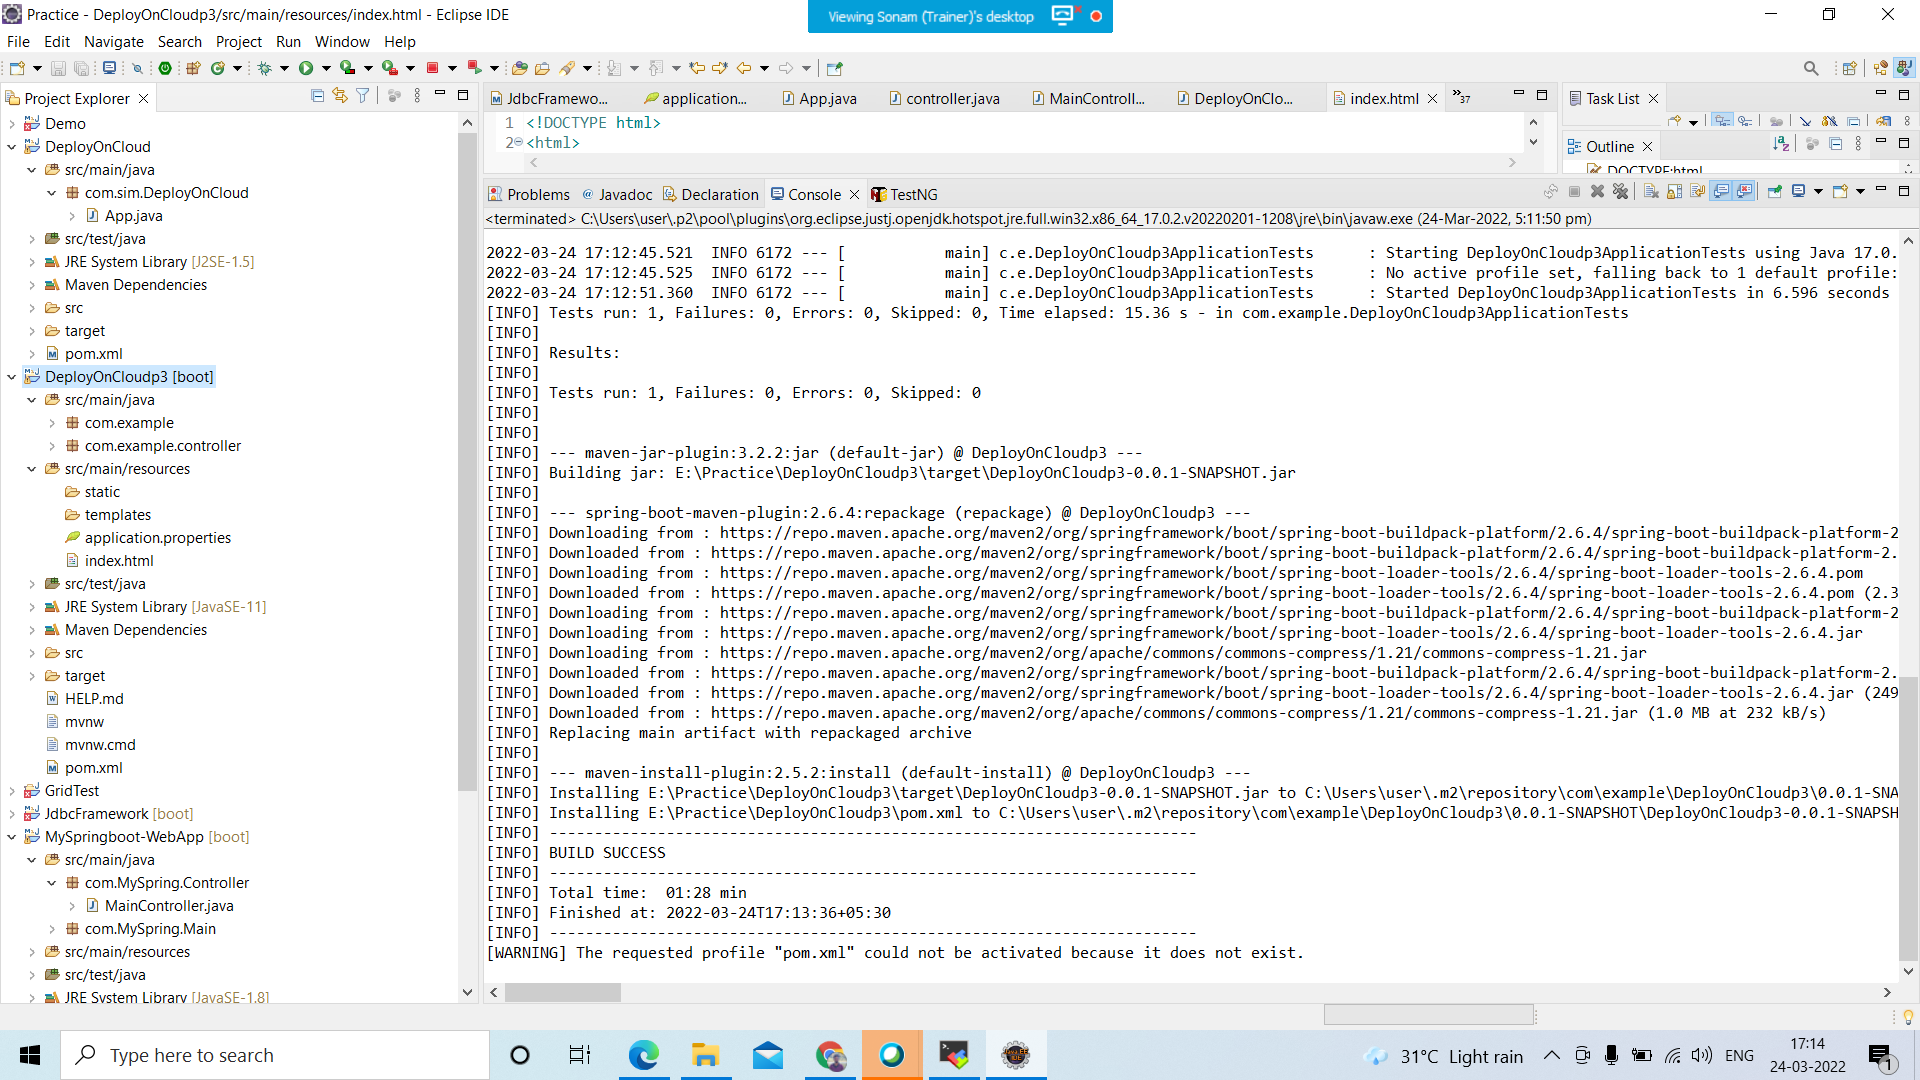 Practice - DeployOnCloudp3/src/main/resources/index.html - Eclipse IDE
Viewing Sonam (Trainer)'s desktop
File Edit Navigate Search Project Run Window Help
Project Explorer
Demo
DeployOnCloud
src/main/java
com.sim.DeployOnCloud
App.java
src/test/java
JRE System Library [J2SE-1.5]
Maven Dependencies
src
target
pom.xml
DeployOnCloudp3 [boot]
src/main/java
com.example
com.example.controller
src/main/resources
static
templates
application.properties
index.html
src/test/java
JRE System Library [JavaSE-11]
Maven Dependencies
src
target
HELP.md
mvnw
mvnw.cmd
pom.xml
GridTest
JdbcFramework [boot]
MySpringboot-WebApp [boot]
src/main/java
com.MySpring.Controller
MainController.java
com.MySpring.Main
src/main/resources
src/test/java
JRE System Library [JavaSE-1.8]
JdbcFramewo... application... App.java controller.java MainControll... DeployOnClo... index.html 37
1 <!DOCTYPE html>
2 <html>
Task List
Outline
DOCTYPE:html
Problems Javadoc Declaration Console TestNG
<terminated> C:\Users\user\.p2\pool\plugins\org.eclipse.justj.openjdk.hotspot.jre.full.win32.x86_64_17.0.2.v20220201-1208\jre\bin\javaw.exe (24-Mar-2022, 5:11:50 pm)
2022-03-24 17:12:45.521  INFO 6172 --- [           main] c.e.DeployOnCloudp3ApplicationTests      : Starting DeployOnCloudp3ApplicationTests using Java 17.0.
2022-03-24 17:12:45.525  INFO 6172 --- [           main] c.e.DeployOnCloudp3ApplicationTests      : No active profile set, falling back to 1 default profile:
2022-03-24 17:12:51.360  INFO 6172 --- [           main] c.e.DeployOnCloudp3ApplicationTests      : Started DeployOnCloudp3ApplicationTests in 6.596 seconds
[INFO] Tests run: 1, Failures: 0, Errors: 0, Skipped: 0, Time elapsed: 15.36 s - in com.example.DeployOnCloudp3ApplicationTests
[INFO]
[INFO] Results:
[INFO]
[INFO] Tests run: 1, Failures: 0, Errors: 0, Skipped: 0
[INFO]
[INFO]
[INFO] --- maven-jar-plugin:3.2.2:jar (default-jar) @ DeployOnCloudp3 ---
[INFO] Building jar: E:\Practice\DeployOnCloudp3\target\DeployOnCloudp3-0.0.1-SNAPSHOT.jar
[INFO]
[INFO] --- spring-boot-maven-plugin:2.6.4:repackage (repackage) @ DeployOnCloudp3 ---
[INFO] Downloading from : https://repo.maven.apache.org/maven2/org/springframework/boot/spring-boot-buildpack-platform/2.6.4/spring-boot-buildpack-platform-2
[INFO] Downloaded from : https://repo.maven.apache.org/maven2/org/springframework/boot/spring-boot-buildpack-platform/2.6.4/spring-boot-buildpack-platform-2.
[INFO] Downloading from : https://repo.maven.apache.org/maven2/org/springframework/boot/spring-boot-loader-tools/2.6.4/spring-boot-loader-tools-2.6.4.pom
[INFO] Downloaded from : https://repo.maven.apache.org/maven2/org/springframework/boot/spring-boot-loader-tools/2.6.4/spring-boot-loader-tools-2.6.4.pom (2.3
[INFO] Downloading from : https://repo.maven.apache.org/maven2/org/springframework/boot/spring-boot-buildpack-platform/2.6.4/spring-boot-buildpack-platform-2
[INFO] Downloading from : https://repo.maven.apache.org/maven2/org/springframework/boot/spring-boot-loader-tools/2.6.4/spring-boot-loader-tools-2.6.4.jar
[INFO] Downloading from : https://repo.maven.apache.org/maven2/org/apache/commons/commons-compress/1.21/commons-compress-1.21.jar
[INFO] Downloaded from : https://repo.maven.apache.org/maven2/org/springframework/boot/spring-boot-buildpack-platform/2.6.4/spring-boot-buildpack-platform-2.
[INFO] Downloaded from : https://repo.maven.apache.org/maven2/org/springframework/boot/spring-boot-loader-tools/2.6.4/spring-boot-loader-tools-2.6.4.jar (249
[INFO] Downloaded from : https://repo.maven.apache.org/maven2/org/apache/commons/commons-compress/1.21/commons-compress-1.21.jar (1.0 MB at 232 kB/s)
[INFO] Replacing main artifact with repackaged archive
[INFO]
[INFO] --- maven-install-plugin:2.5.2:install (default-install) @ DeployOnCloudp3 ---
[INFO] Installing E:\Practice\DeployOnCloudp3\target\DeployOnCloudp3-0.0.1-SNAPSHOT.jar to C:\Users\user\.m2\repository\com\example\DeployOnCloudp3\0.0.1-SNA
[INFO] Installing E:\Practice\DeployOnCloudp3\pom.xml to C:\Users\user\.m2\repository\com\example\DeployOnCloudp3\0.0.1-SNAPSHOT\DeployOnCloudp3-0.0.1-SNAPSH
[INFO] ------------------------------------------------------------------------
[INFO] BUILD SUCCESS
[INFO] ------------------------------------------------------------------------
[INFO] Total time:  01:28 min
[INFO] Finished at: 2022-03-24T17:13:36+05:30
[INFO] ------------------------------------------------------------------------
[WARNING] The requested profile "pom.xml" could not be activated because it does not exist.
Type here to search
31°C Light rain
ENG
17:14
24-03-2022
1